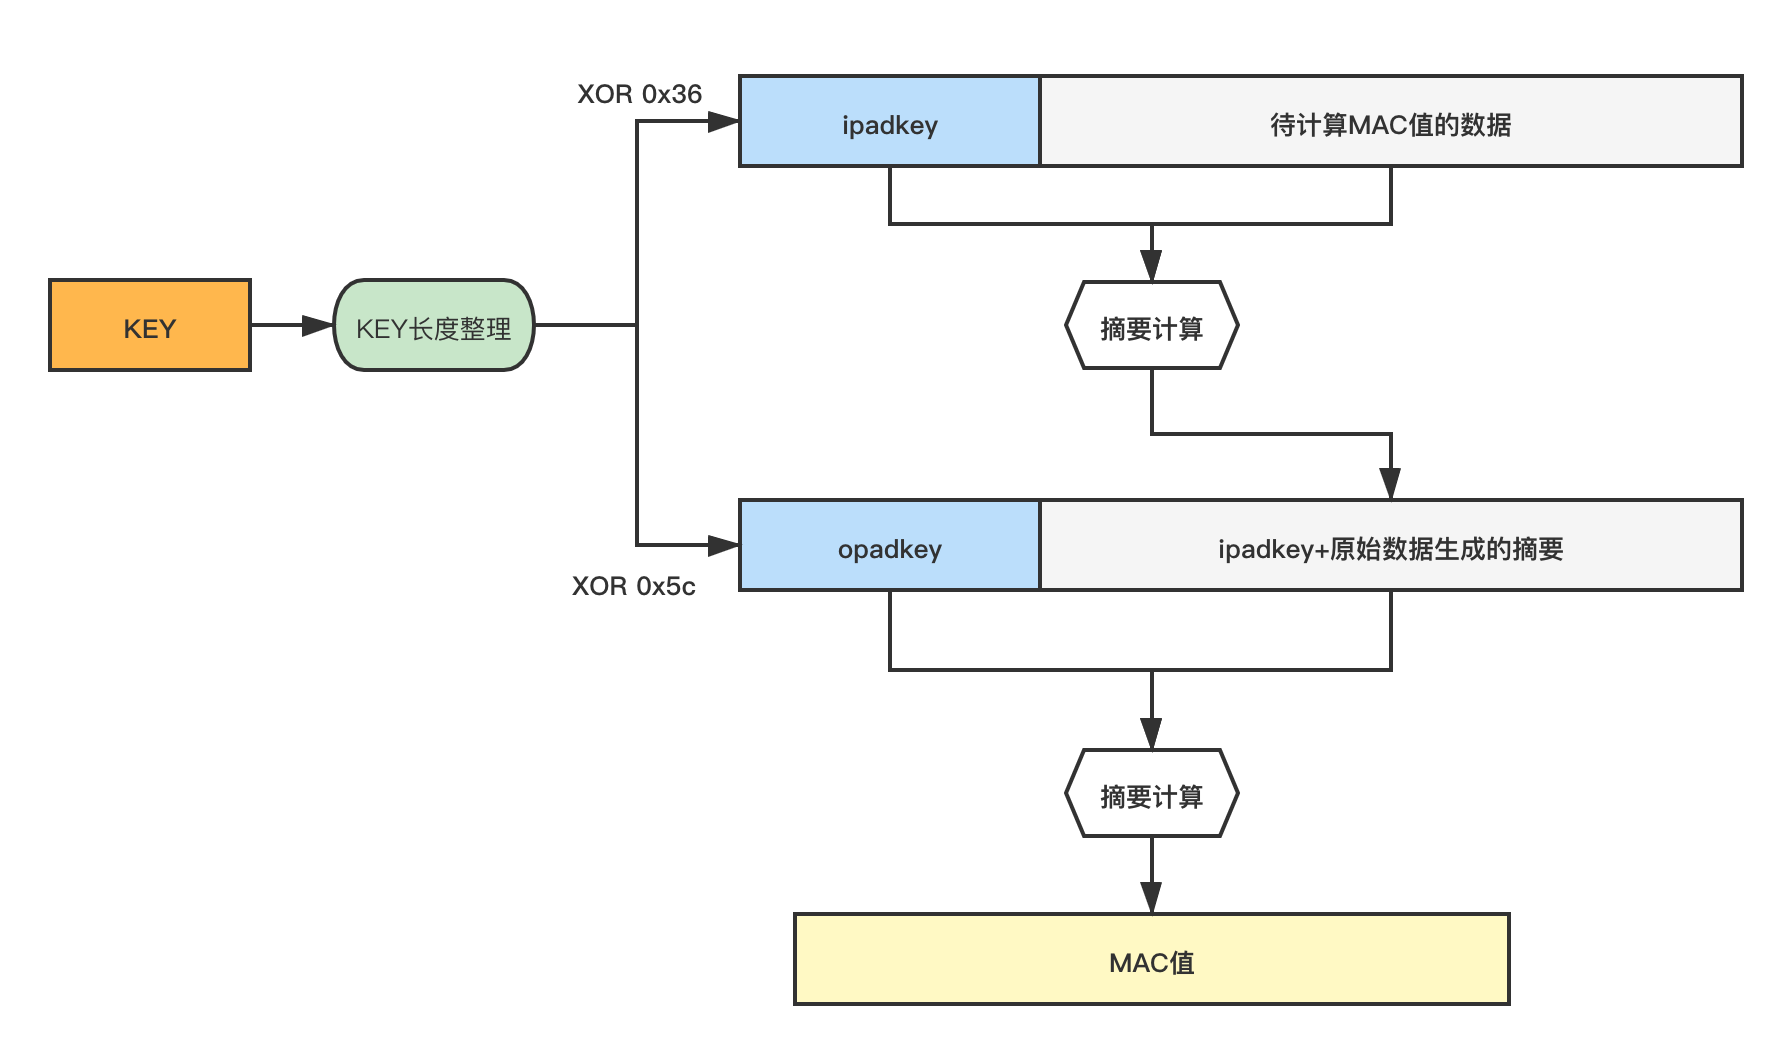 XOR 0x36
ipadkey
待计算MAC值的数据
KEY
KEY长度整理
摘要计算
opadkey
ipadkey+原始数据生成的摘要
XOR 0x5c
摘要计算
MAC值